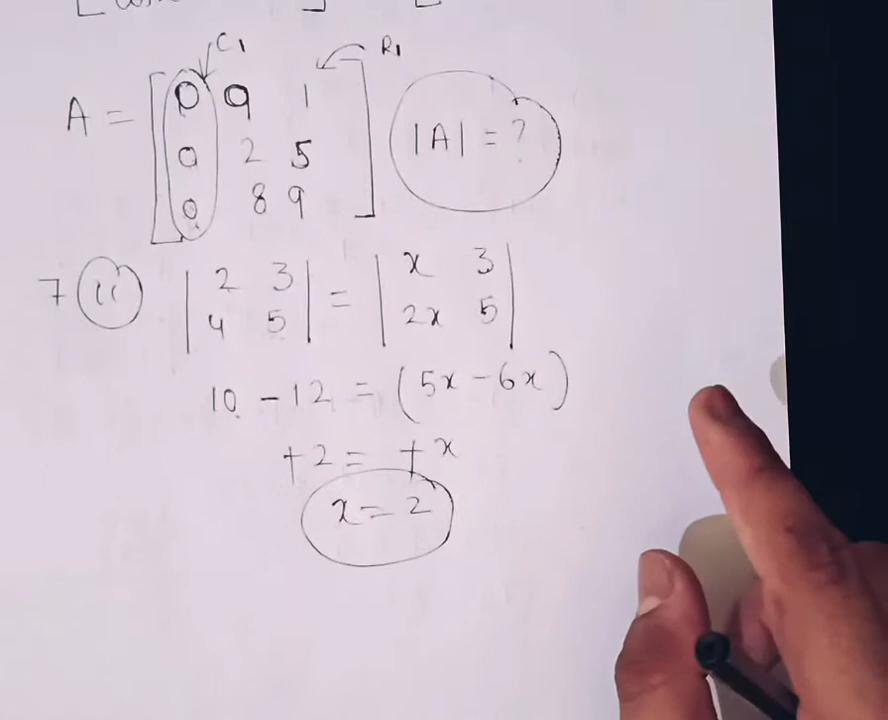 C1 R1
A = [ 0 9 1
0 2 5
0 8 9 ] |A| = ?
7 (ii) | 2 3 | = | x 3 |
| 4 5 | | 2x 5 |
10 - 12 = (5x - 6x)
+2 = +x
x = 2